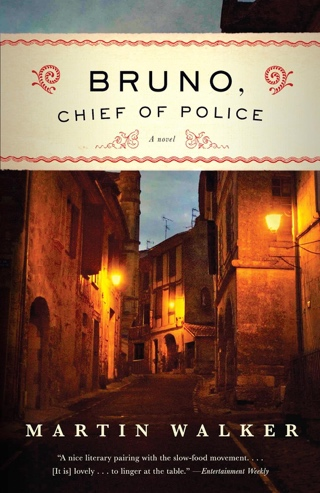 BRUNO,
CHIEF OF POLICE
A novel
MARTIN WALKER
"A nice literary pairing with the slow-food movement. . . .
[It is] lovely . . . to linger at the table." —Entertainment Weekly